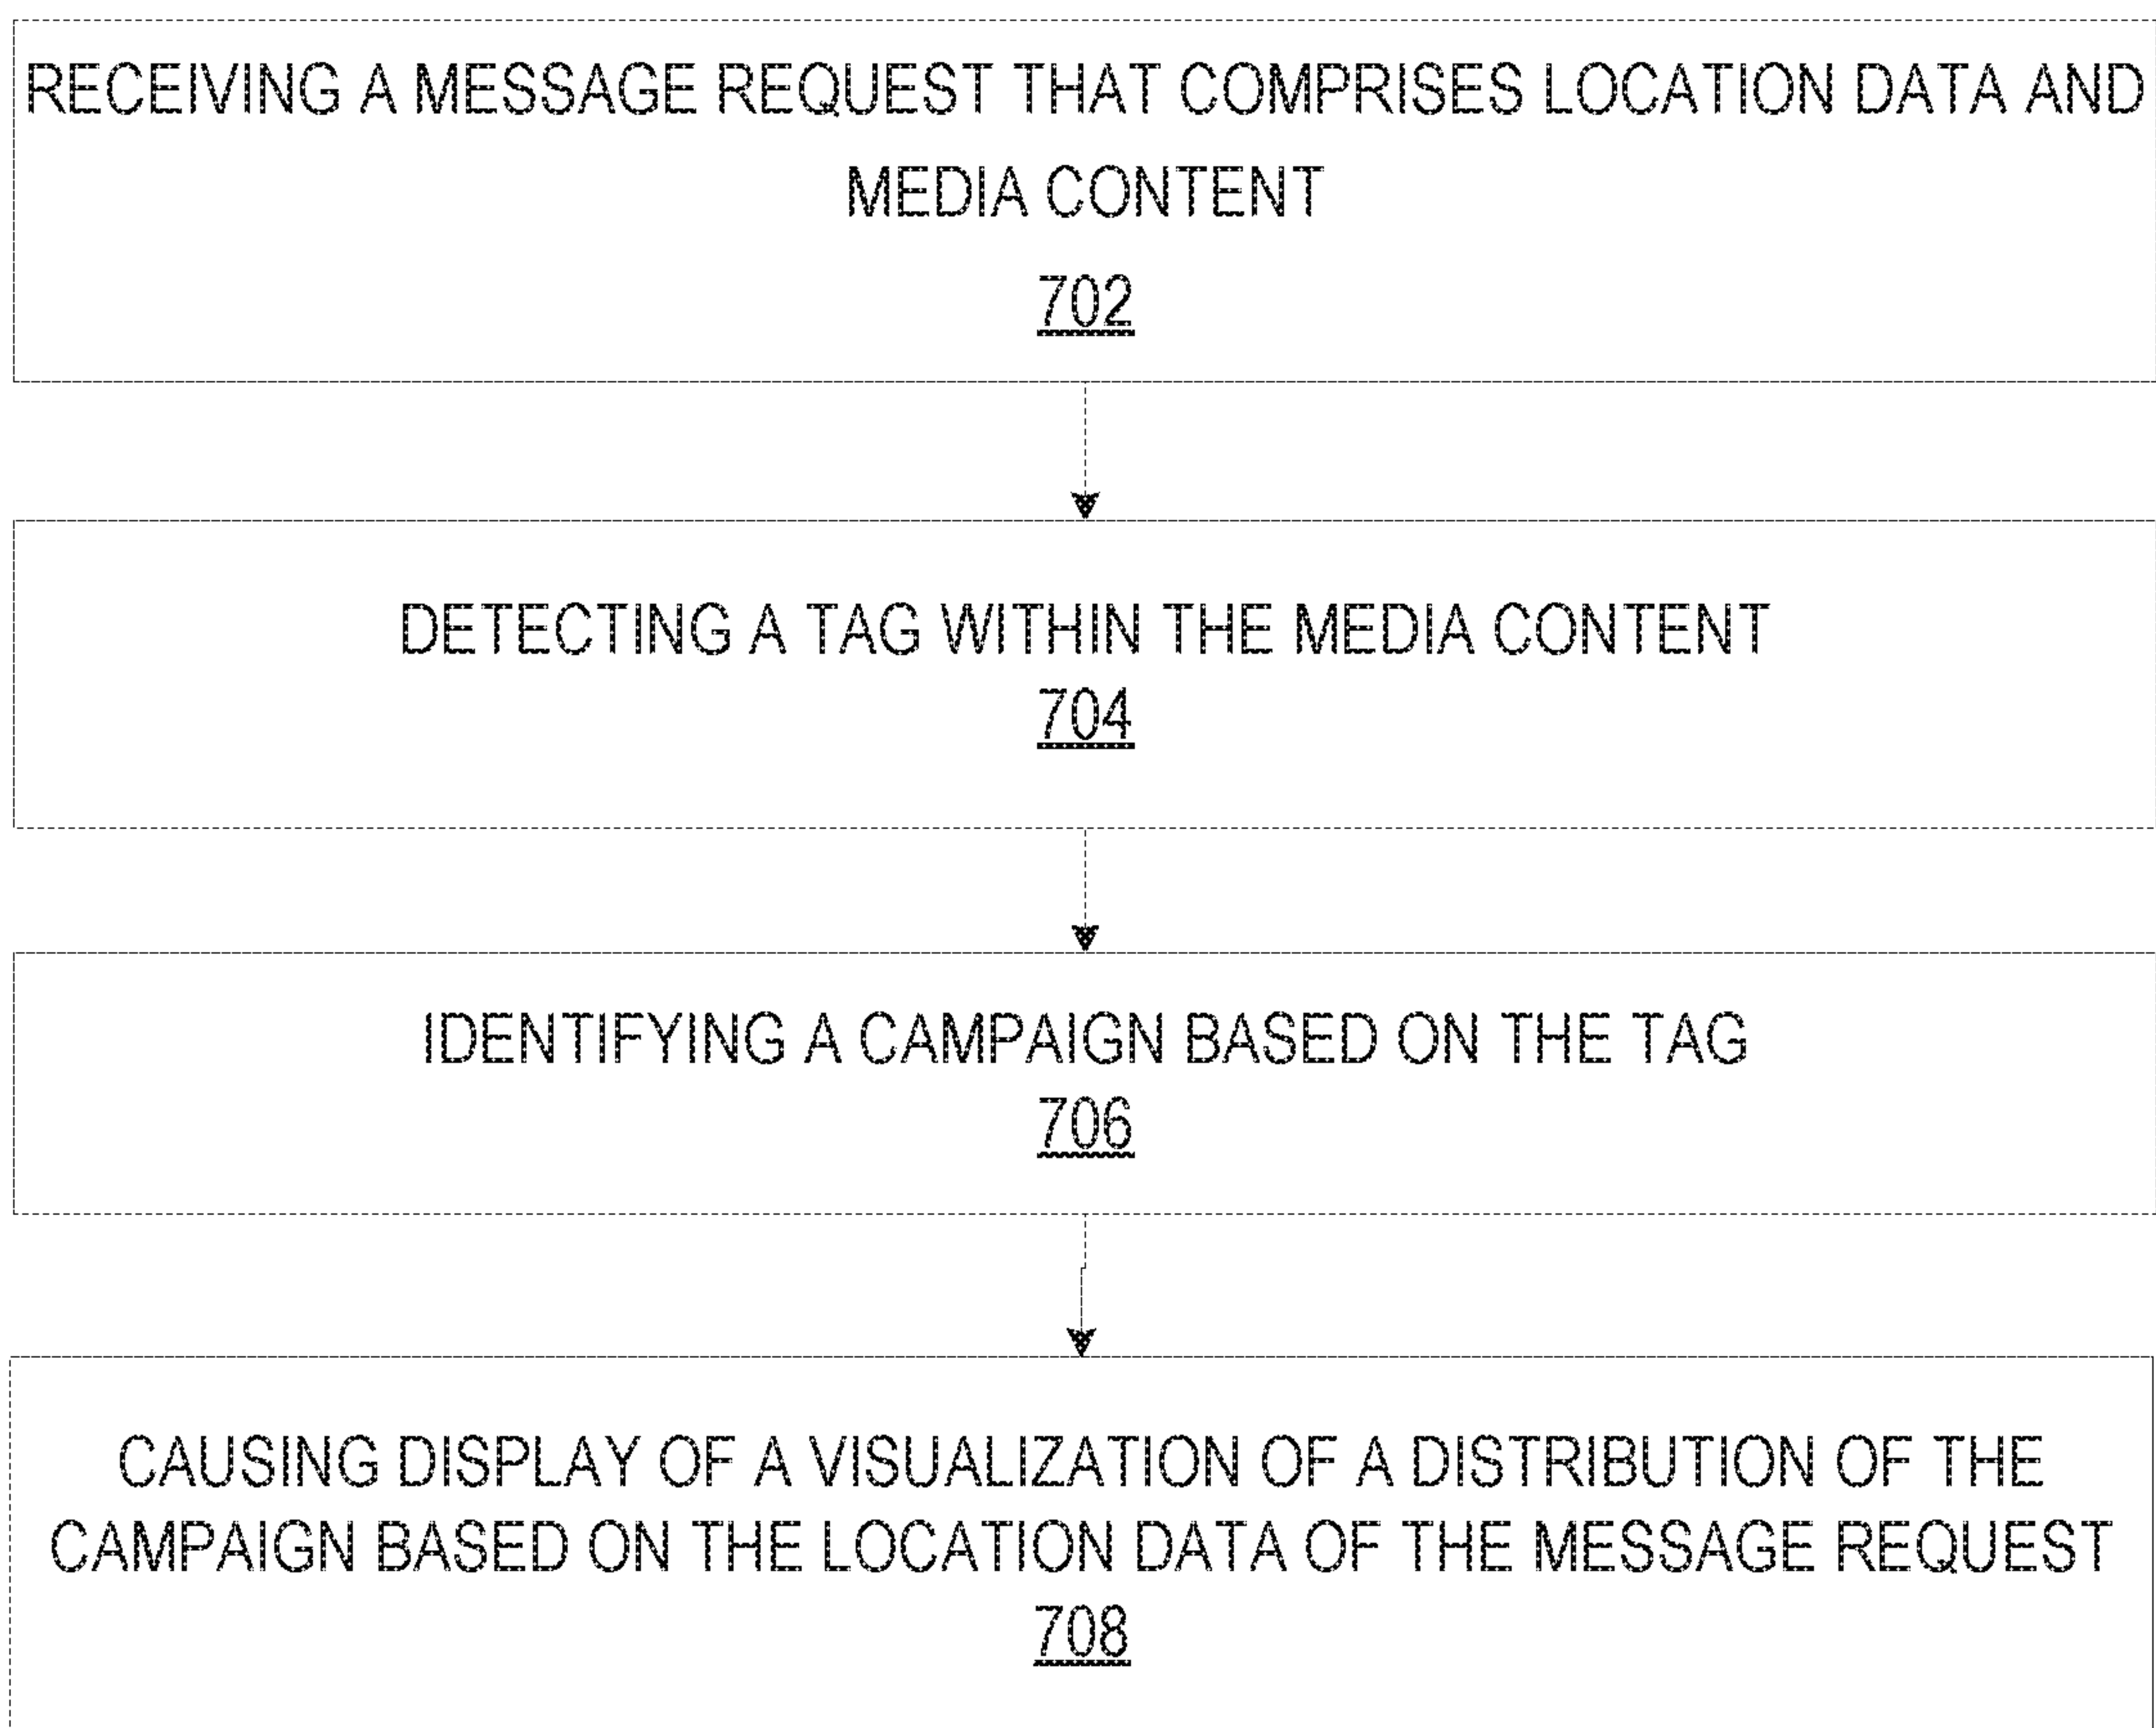 RECEIVING A MESSAGE REQUEST THAT COMPRISES LOCATION DATA AND
MEDIA CONTENT
702
DETECTING A TAG WITHIN THE MEDIA CONTENT
704
IDENTIFYING A CAMPAIGN BASED ON THE TAG
706
CAUSING DISPLAY OF A VISUALIZATION OF A DISTRIBUTION OF THE
CAMPAIGN BASED ON THE LOCATION DATA OF THE MESSAGE REQUEST
708